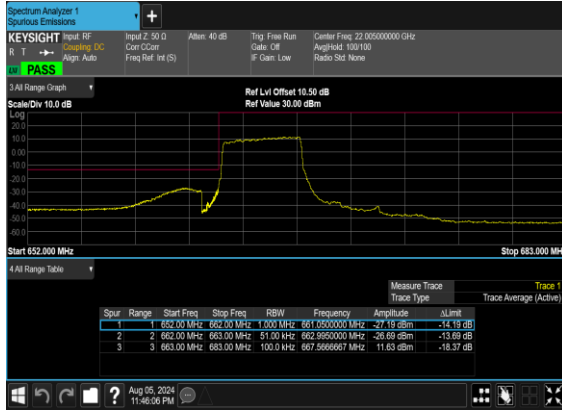 Spectrum Analyzer 1
Spurious Emissions
KEYSIGHT Input: RF Input Z: 50 Ω Atten: 40 dB Trig: Free Run Center Freq: 22.005000000 GHz
R T Coupling: DC Corr CCorr Gate: Off Avg|Hold: 100/100
Align: Auto Freq Ref: Int (S) IF Gain: Low Radio Std: None
PASS
3 All Range Graph
Ref Lvl Offset 10.50 dB
Scale/Div 10.0 dB Ref Value 30.00 dBm
Log
20.0
10.0
0.00
-10.0
-20.0
-30.0
-40.0
-50.0
-60.0
Start 652.000 MHz Stop 683.000 MH
4 All Range Table
Measure Trace Trace 1
Trace Type Trace Average (Active)
Spur Range Start Freq Stop Freq RBW Frequency Amplitude ΔLimit
1 1 652.00 MHz 662.00 MHz 1.000 MHz 661.0500000 MHz -27.19 dBm -14.19 dB
2 2 662.00 MHz 663.00 MHz 51.00 kHz 662.9950000 MHz -26.69 dBm -13.69 dB
3 3 663.00 MHz 683.00 MHz 100.0 kHz 667.5666667 MHz 11.63 dBm -18.37 dB
Aug 05, 2024
11:46:06 PM